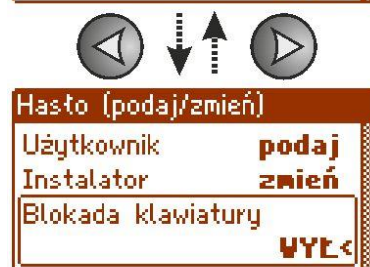 Hasło (podaj/zmień)
Użytkownik podaj
Instalator zmień
Blokada klawiatury
WYŁ<